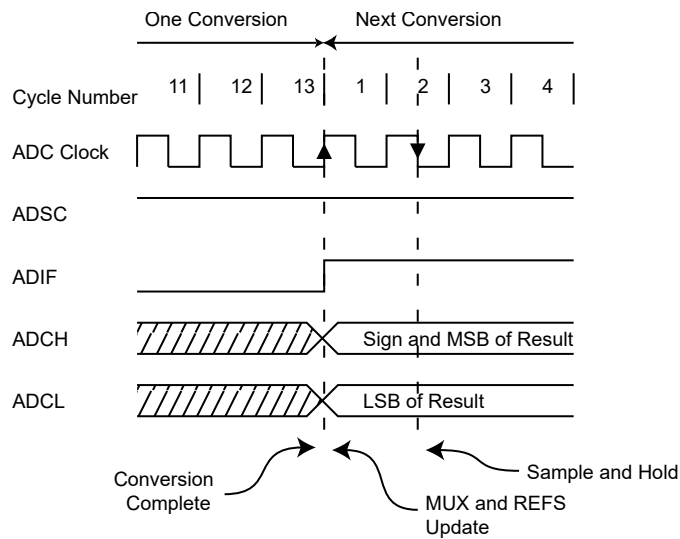 One Conversion Next Conversion
Cycle Number 11 12 13 1 2 3 4
ADC Clock
ADSC
ADIF
ADCH Sign and MSB of Result
ADCL LSB of Result
Conversion
Complete
MUX and REFS
Update
Sample and Hold